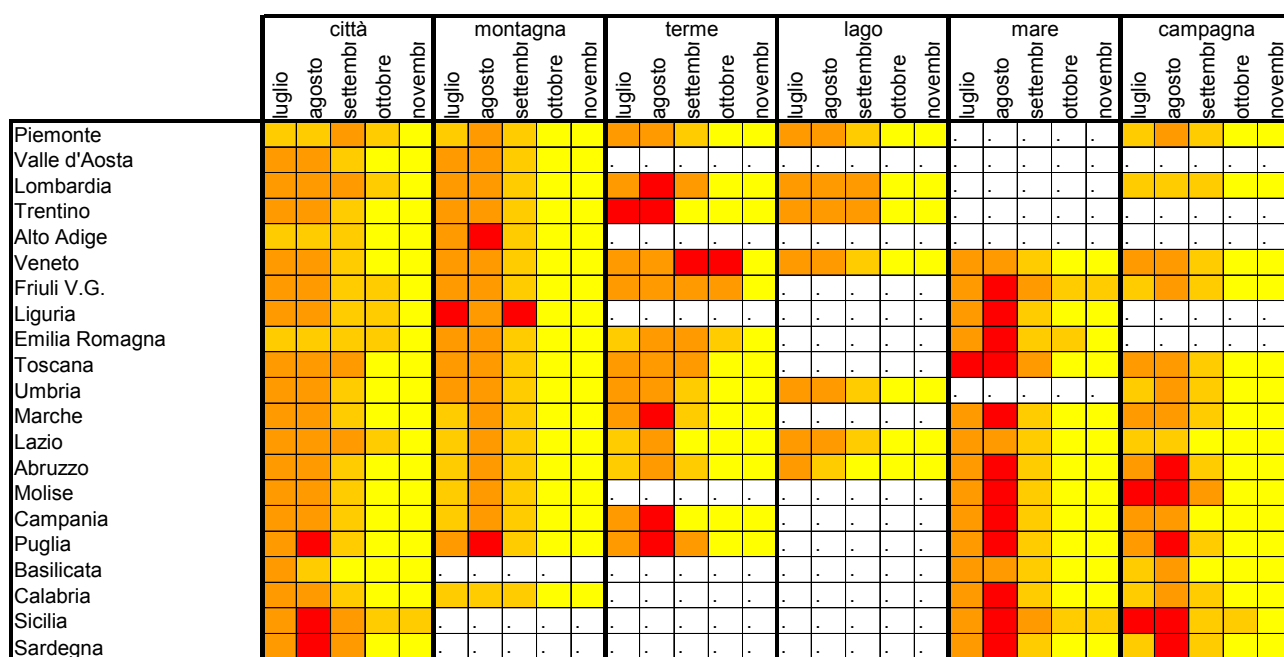 città montagna terme lago mare campagna
luglio agosto settembr ottobre novembr luglio agosto settembr ottobre novembr luglio agosto settembr ottobre novembr luglio agosto settembr ottobre novembr luglio agosto settembr ottobre novembr luglio agosto settembr ottobre novembr
Piemonte . . . . .
Valle d'Aosta . . . . . . . . . . . . . . . . . . . .
Lombardia . . . . .
Trentino . . . . . . . . . .
Alto Adige . . . . . . . . . . . . . . . . . . . .
Veneto
Friuli V.G. . . . . .
Liguria . . . . . . . . . . . . . . .
Emilia Romagna . . . . . . . . . .
Toscana . . . . .
Umbria . . . . .
Marche . . . . .
Lazio
Abruzzo
Molise . . . . . . . . . .
Campania . . . . .
Puglia . . . . .
Basilicata . . . . . . . . . . . . . . .
Calabria . . . . . . . . . .
Sicilia . . . . . . . . . . . . . . .
Sardegna . . . . . . . . . . . . . . .